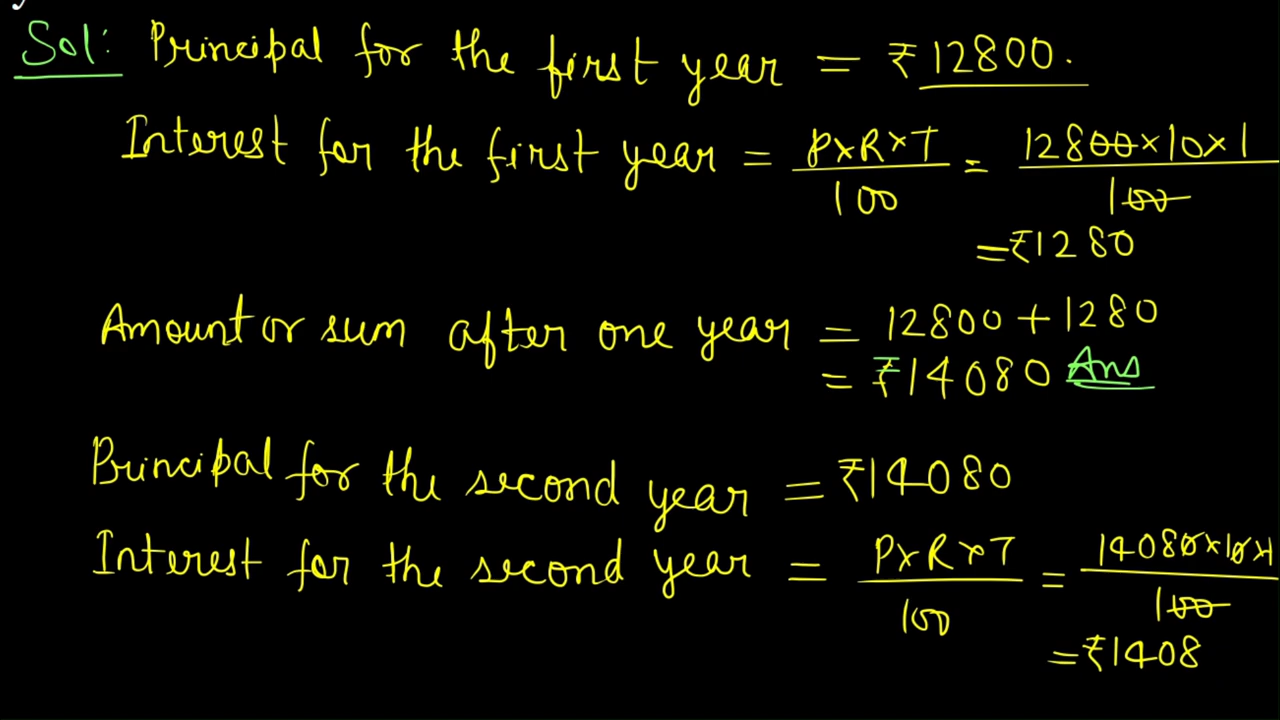 Sol: Principal for the first year = ₹12800.
Interest for the first year = P×R×T/100 = 12800×10×1/100
= ₹1280
Amount or sum after one year = 12800 + 1280
= ₹14080 Ans
Principal for the second year = ₹14080
Interest for the second year = P×R×T/100 = 14080×10×1/100
= ₹1408